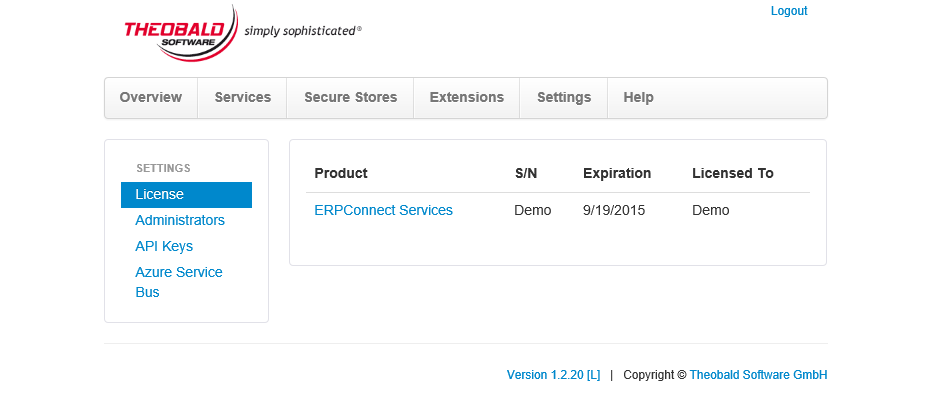 Logout
THEOBALD
SOFTWARE
simply sophisticated®
Overview Services Secure Stores Extensions Settings Help
SETTINGS
License
Administrators
API Keys
Azure Service
Bus
Product S/N Expiration Licensed To
ERPConnect Services Demo 9/19/2015 Demo
Version 1.2.20 [L] | Copyright © Theobald Software GmbH